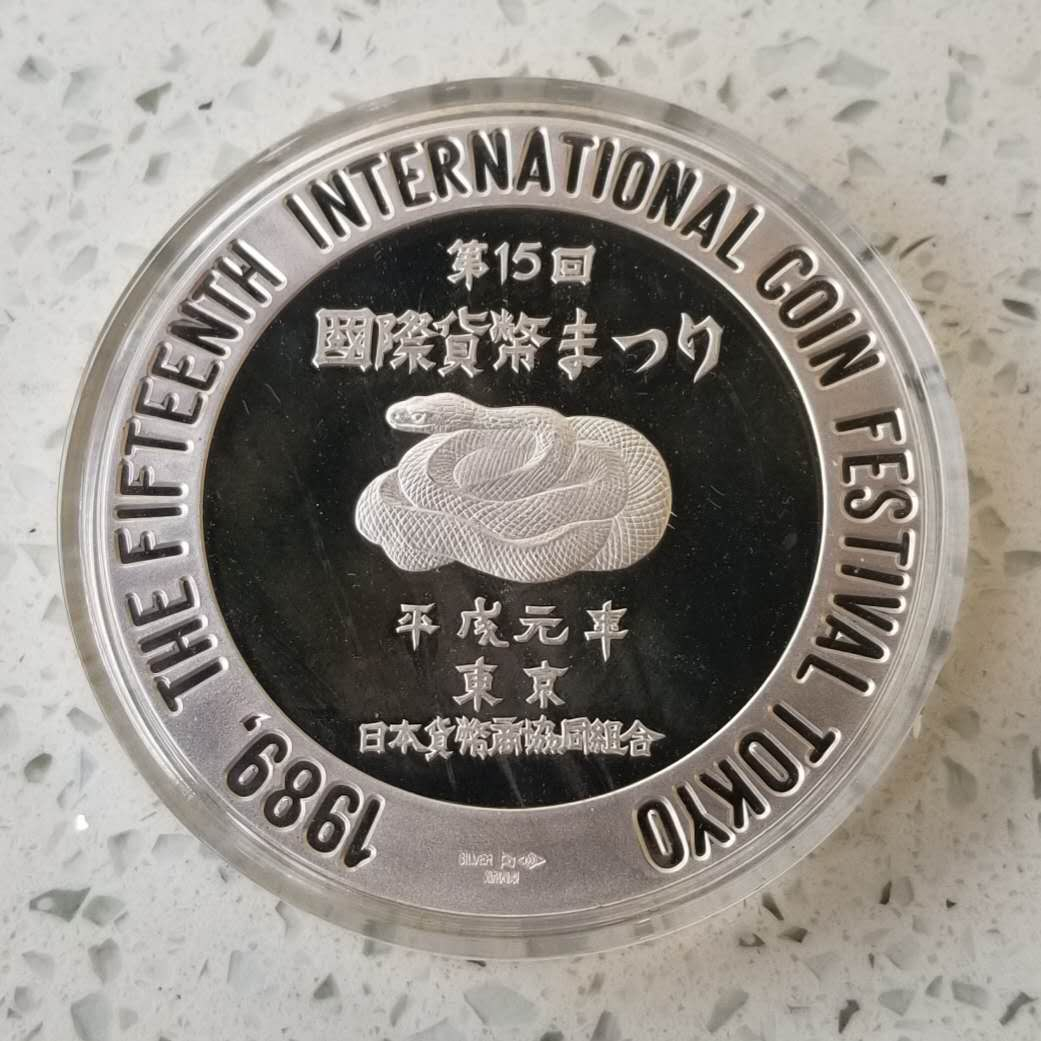 1989, THE FIFTEENTH INTERNATIONAL COIN FESTIVAL TOKYO
第15回
國際貨幣まつり
平成元年
東京
日本貨幣商協同組合
SILVER